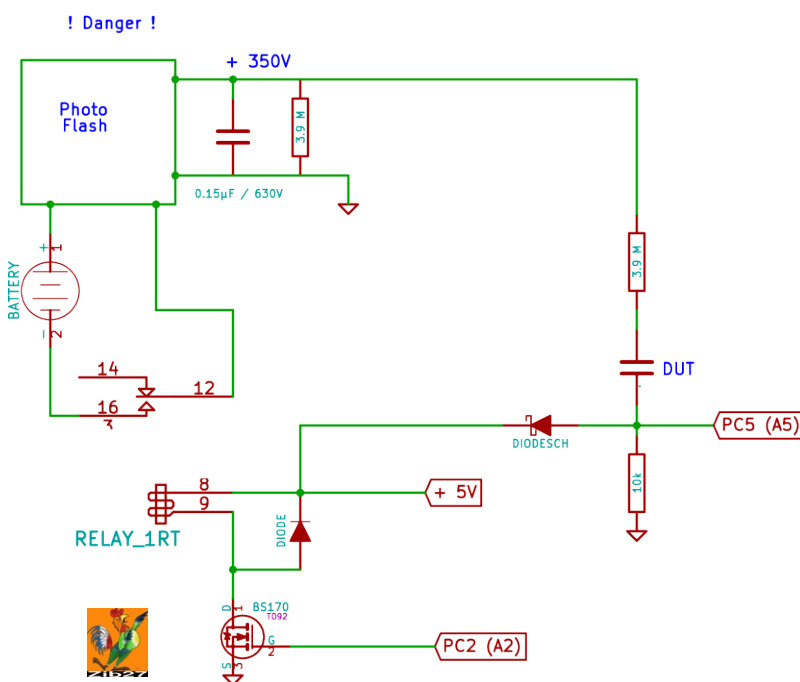 ! Danger !
+ 350V
Photo
Flash
3.9 M
0.15µF / 630V
+ 1
BATTERY
3.9 M
- 2
14
12
DUT
16
3
PC5 (A5)
DIODESCH
10k
8
+ 5V
9
DIODE
RELAY_1RT
D 1
BS170
TO92
G
2
PC2 (A2)
S 3
ZIB27